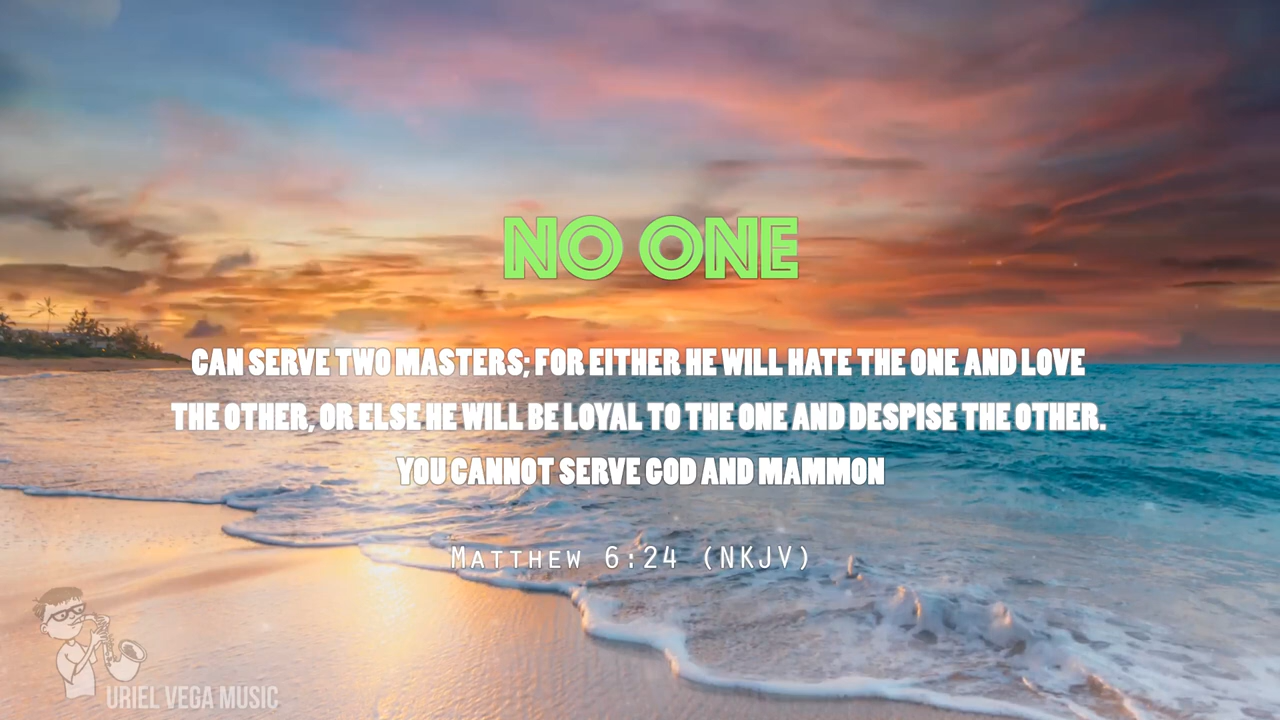 NO ONE
CAN SERVE TWO MASTERS; FOR EITHER HE WILL HATE THE ONE AND LOVE
THE OTHER, OR ELSE HE WILL BE LOYAL TO THE ONE AND DESPISE THE OTHER.
YOU CANNOT SERVE GOD AND MAMMON
Matthew 6:24 (NKJV)
URIEL VEGA MUSIC